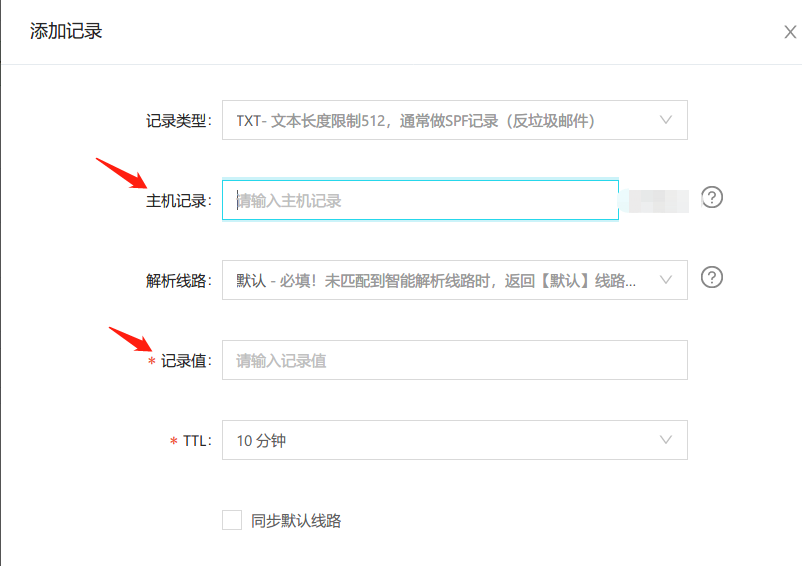 添加记录
记录类型: TXT- 文本长度限制512，通常做SPF记录（反垃圾邮件）
主机记录: 请输入主机记录
解析线路: 默认 - 必填！未匹配到智能解析线路时，返回【默认】线路...
* 记录值: 请输入记录值
* TTL: 10 分钟
同步默认线路